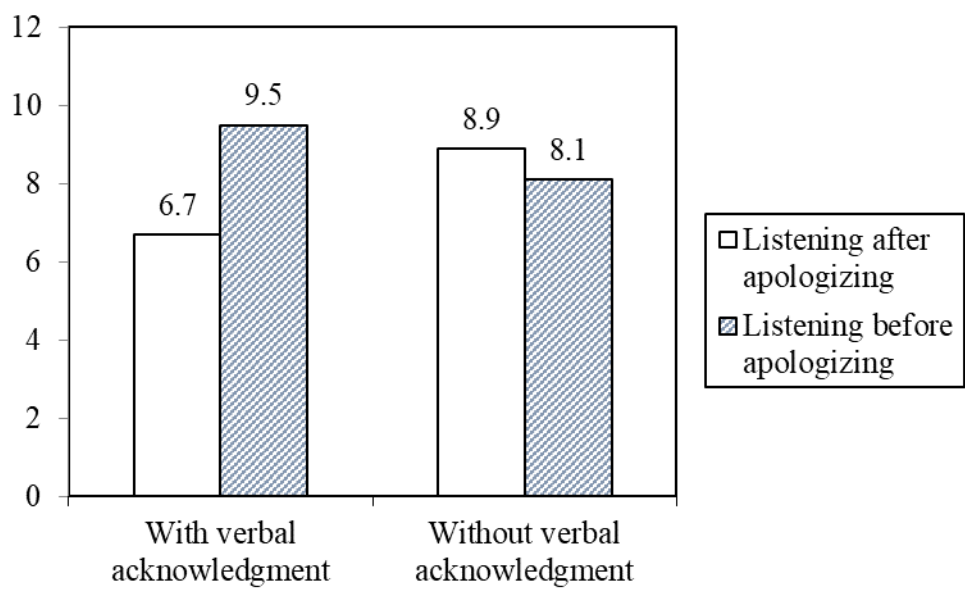 12
10
8
6
4
2
0
6.7
9.5
8.9
8.1
With verbal
acknowledgment
Without verbal
acknowledgment
Listening after
apologizing
Listening before
apologizing